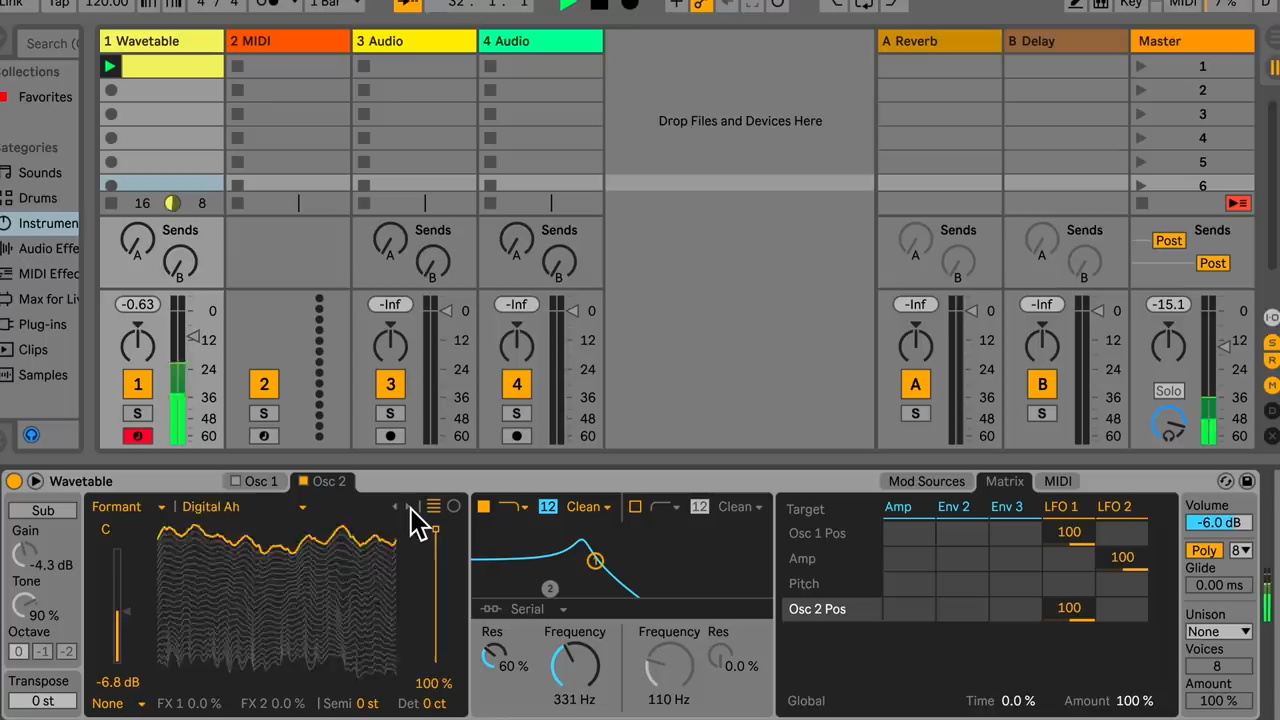 Link Tap 120.00 4 / 4 1 Bar 32. 1. 1 Key MIDI 7 % D
Search (
1 Wavetable 2 MIDI 3 Audio 4 Audio A Reverb B Delay Master
ollections
Favorites
ategories
Sounds
Drums
Instrumen
Audio Effe
MIDI Effec
Max for Liv
Plug-ins
Clips
Samples
Drop Files and Devices Here
1
2
3
4
5
6
16 8
Sends Sends Sends Sends Sends Sends
A B A B A B A B A B Post
Post
-0.63 0 -Inf 0 -Inf 0 -Inf 0 -Inf 0 -15.1 0
12 12 12 12 12 12
24 24 24 24 24 24
1 2 3 4 A B Solo
36 36 36 36 36 36
S S S S S S
48 48 48 48 48 48
60 60 60 60 60 60
I-O
S
R
M
D
X
Wavetable Osc 1 Osc 2 Mod Sources Matrix MIDI
Sub
Gain
-4.3 dB
Tone
90 %
Octave
0 -1 -2
Transpose
0 st
Formant Digital Ah
C
-6.8 dB 100 %
None FX 1 0.0 % FX 2 0.0 % Semi 0 st Det 0 ct
12 Clean 12 Clean
1
2
Serial
Res Frequency Frequency Res
60 % 331 Hz 110 Hz 0.0 %
Target Amp Env 2 Env 3 LFO 1 LFO 2
Osc 1 Pos 100
Amp 100
Pitch
Osc 2 Pos 100
Global Time 0.0 % Amount 100 %
Volume
-6.0 dB
Poly 8
Glide
0.00 ms
Unison
None
Voices
8
Amount
100 %